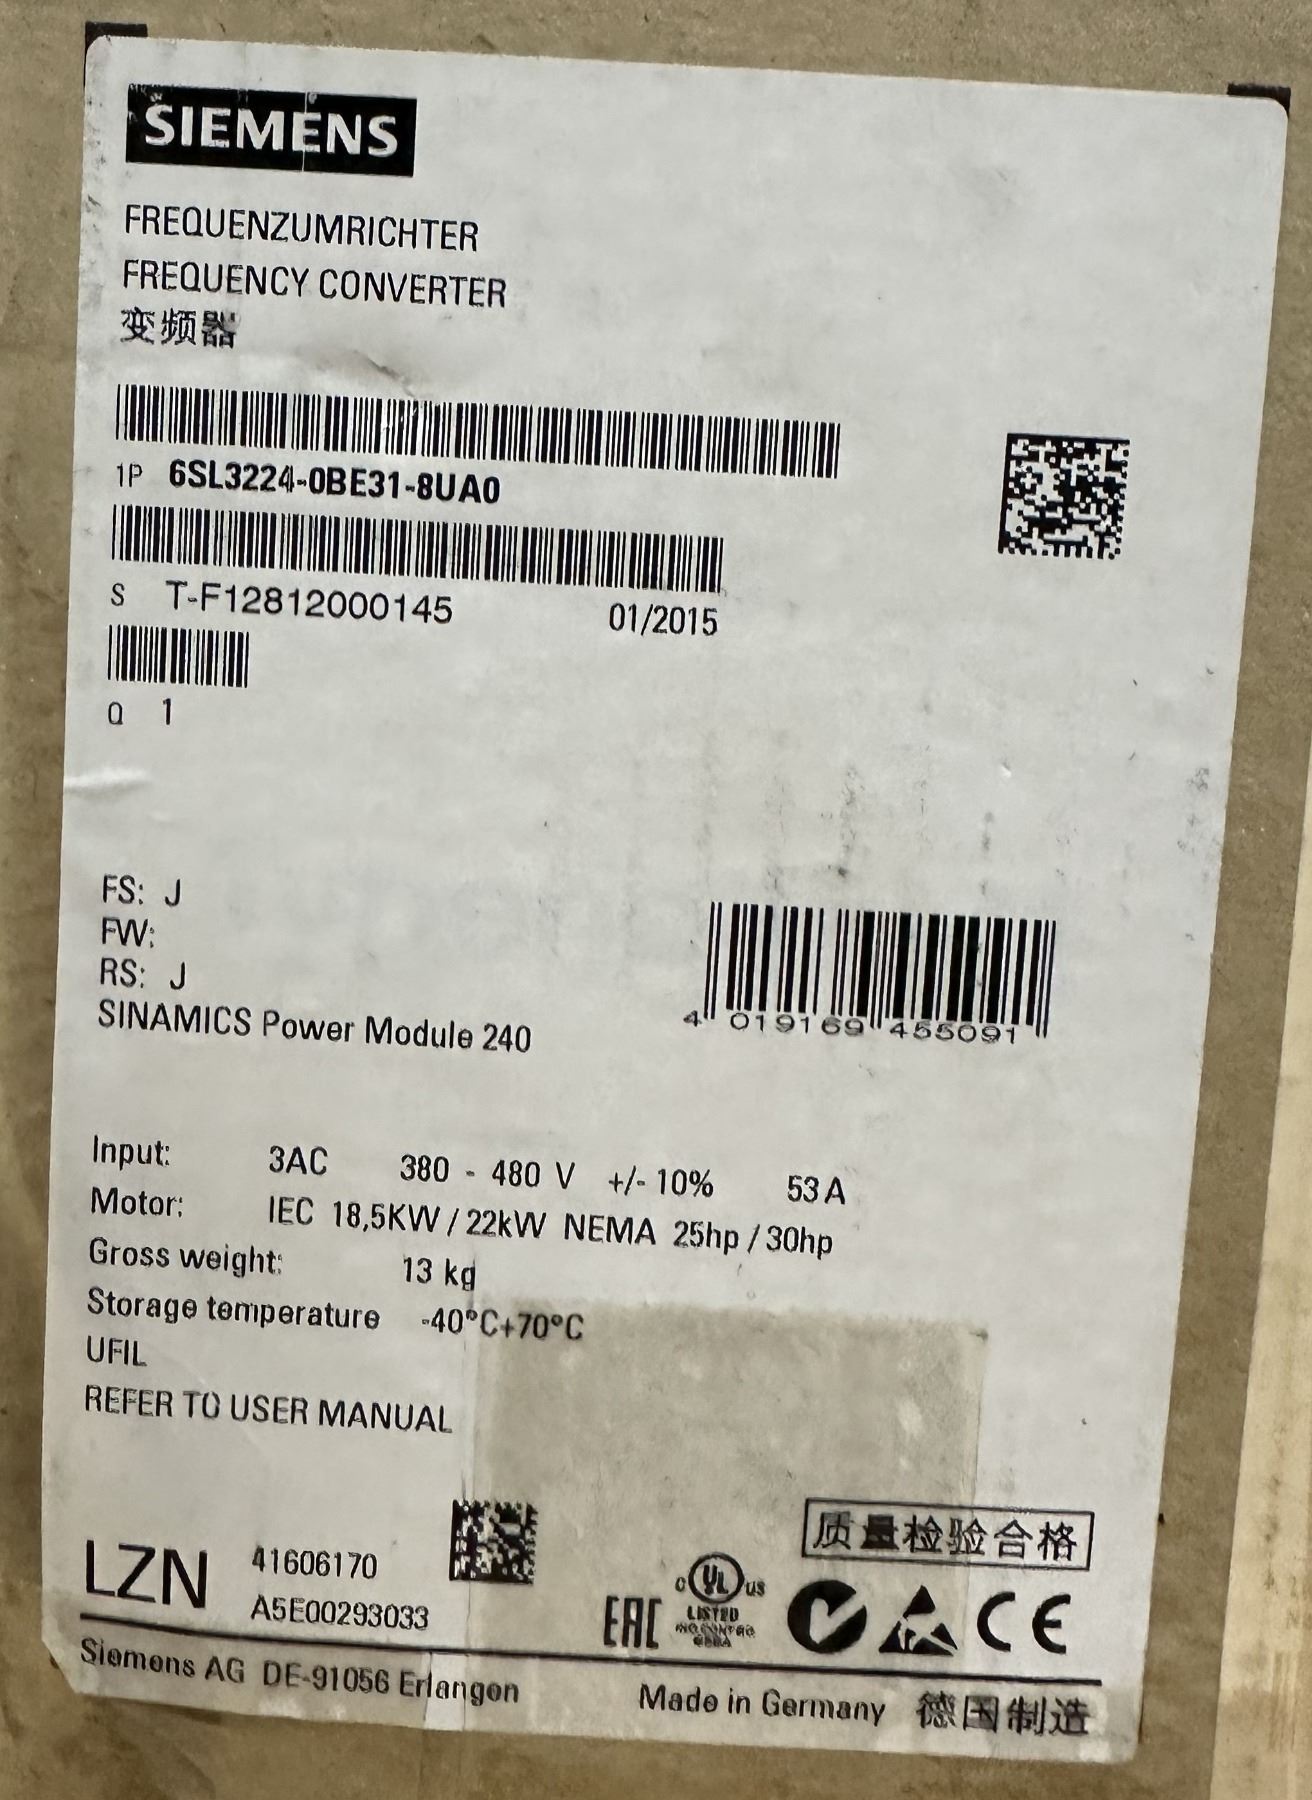 SIEMENS
FREQUENZUMRICHTER
FREQUENCY CONVERTER
变频器
1P 6SL3224-0BE31-8UA0
S T-F12812000145 01/2015
Q 1
FS: J
FW:
RS: J
SINAMICS Power Module 240
4 019169 455091
Input: 3AC 380 - 480 V +/- 10% 53 A
Motor: IEC 18,5KW / 22kW NEMA 25hp / 30hp
Gross weight: 13 kg
Storage temperature -40°C+70°C
UFIL
REFER TO USER MANUAL
质量检验合格
LZN 41606170
A5E00293033
EAC
c UL us
LISTED
CE
Siemens AG DE-91056 Erlangen
Made in Germany 德国制造